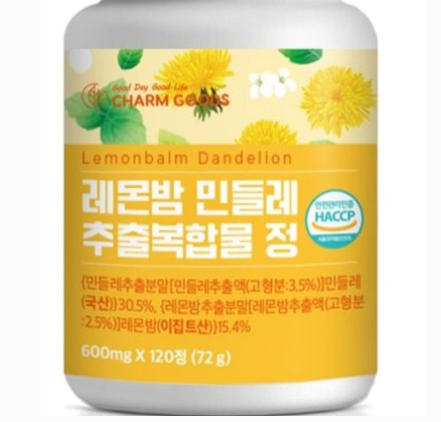 Good Day Good Life
CHARM GOODS
Lemonbalm Dandelion
레몬밤 민들레
추출복합물 정
안전관리인증
HACCP
{민들레추출분말[민들레추출액(고형분:3.5%)]민들레
(국산)}30.5%, {레몬밤추출분말[레몬밤추출액(고형분
:2.5%)]레몬밤(이집트산)}15.4%
600mg X 120정 (72 g)